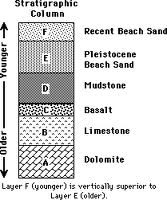 Stratigraphic
Column
Younger
Older
F
Recent Beach Sand
E
Pleistocene
Beach Sand
D
Mudstone
C
Basalt
B
Limestone
A
Dolomite
Layer F (younger) is vertically superior to
Layer E (older).